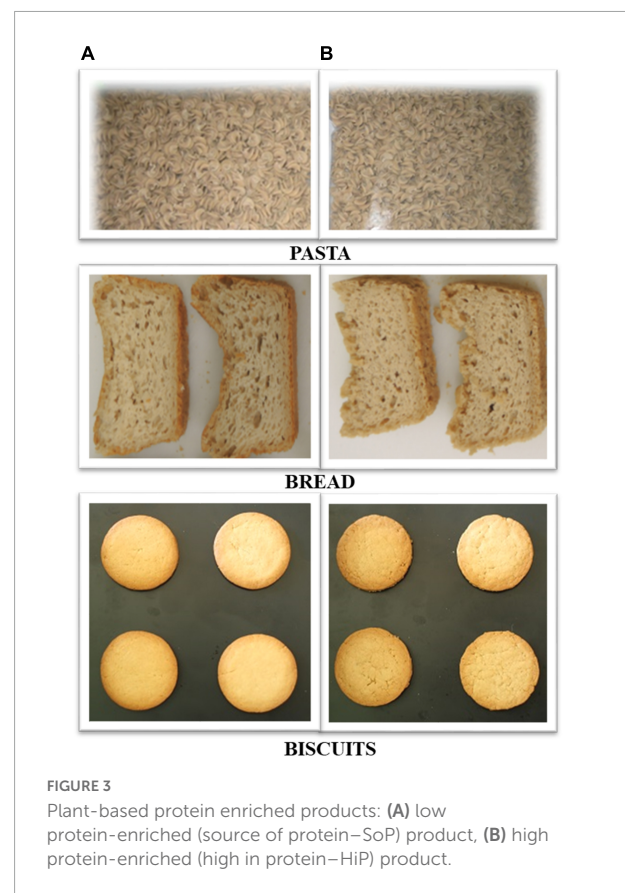 A B
PASTA
BREAD
BISCUITS
FIGURE 3
Plant-based protein enriched products: (A) low
protein-enriched (source of protein–SoP) product, (B) high
protein-enriched (high in protein–HiP) product.